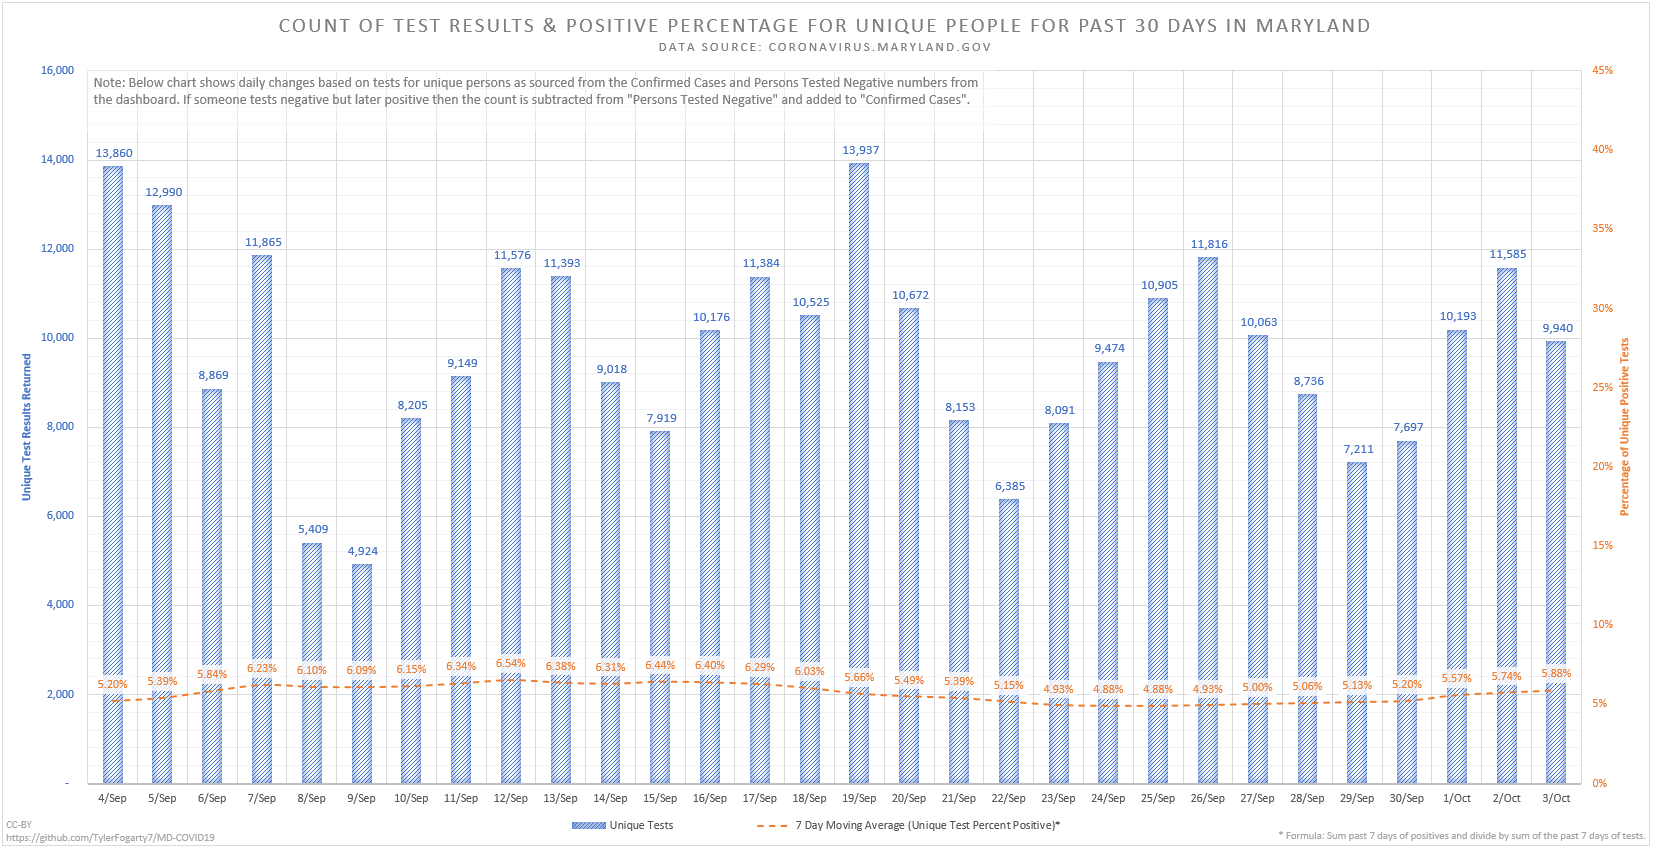 COUNT OF TEST RESULTS & POSITIVE PERCENTAGE FOR UNIQUE PEOPLE FOR PAST 30 DAYS IN MARYLAND
DATA SOURCE: CORONAVIRUS.MARYLAND.GOV
Note: Below chart shows daily changes based on tests for unique persons as sourced from the Confirmed Cases and Persons Tested Negative numbers from
the dashboard. If someone tests negative but later positive then the count is subtracted from "Persons Tested Negative" and added to "Confirmed Cases".
Unique Test Results Returned
16,000
14,000
12,000
10,000
8,000
6,000
4,000
2,000
-
13,860 12,990 8,869 11,865 5,409 4,924 8,205 9,149 11,576 11,393 9,018 7,919 10,176 11,384 10,525 13,937 10,672 8,153 6,385 8,091 9,474 10,905 11,816 10,063 8,736 7,211 7,697 10,193 11,585 9,940
5.20% 5.39% 5.84% 6.23% 6.10% 6.09% 6.15% 6.34% 6.54% 6.38% 6.31% 6.44% 6.40% 6.29% 6.03% 5.66% 5.49% 5.39% 5.15% 4.93% 4.88% 4.88% 4.93% 5.00% 5.06% 5.13% 5.20% 5.57% 5.74% 5.88%
45%
40%
35%
30%
25%
20%
15%
10%
5%
0%
Percentage of Unique Positive Tests
4/Sep 5/Sep 6/Sep 7/Sep 8/Sep 9/Sep 10/Sep 11/Sep 12/Sep 13/Sep 14/Sep 15/Sep 16/Sep 17/Sep 18/Sep 19/Sep 20/Sep 21/Sep 22/Sep 23/Sep 24/Sep 25/Sep 26/Sep 27/Sep 28/Sep 29/Sep 30/Sep 1/Oct 2/Oct 3/Oct
Unique Tests 7 Day Moving Average (Unique Test Percent Positive)*
CC-BY
https://github.com/TylerFogarty7/MD-COVID19
* Formula: Sum past 7 days of positives and divide by sum of the past 7 days of tests.